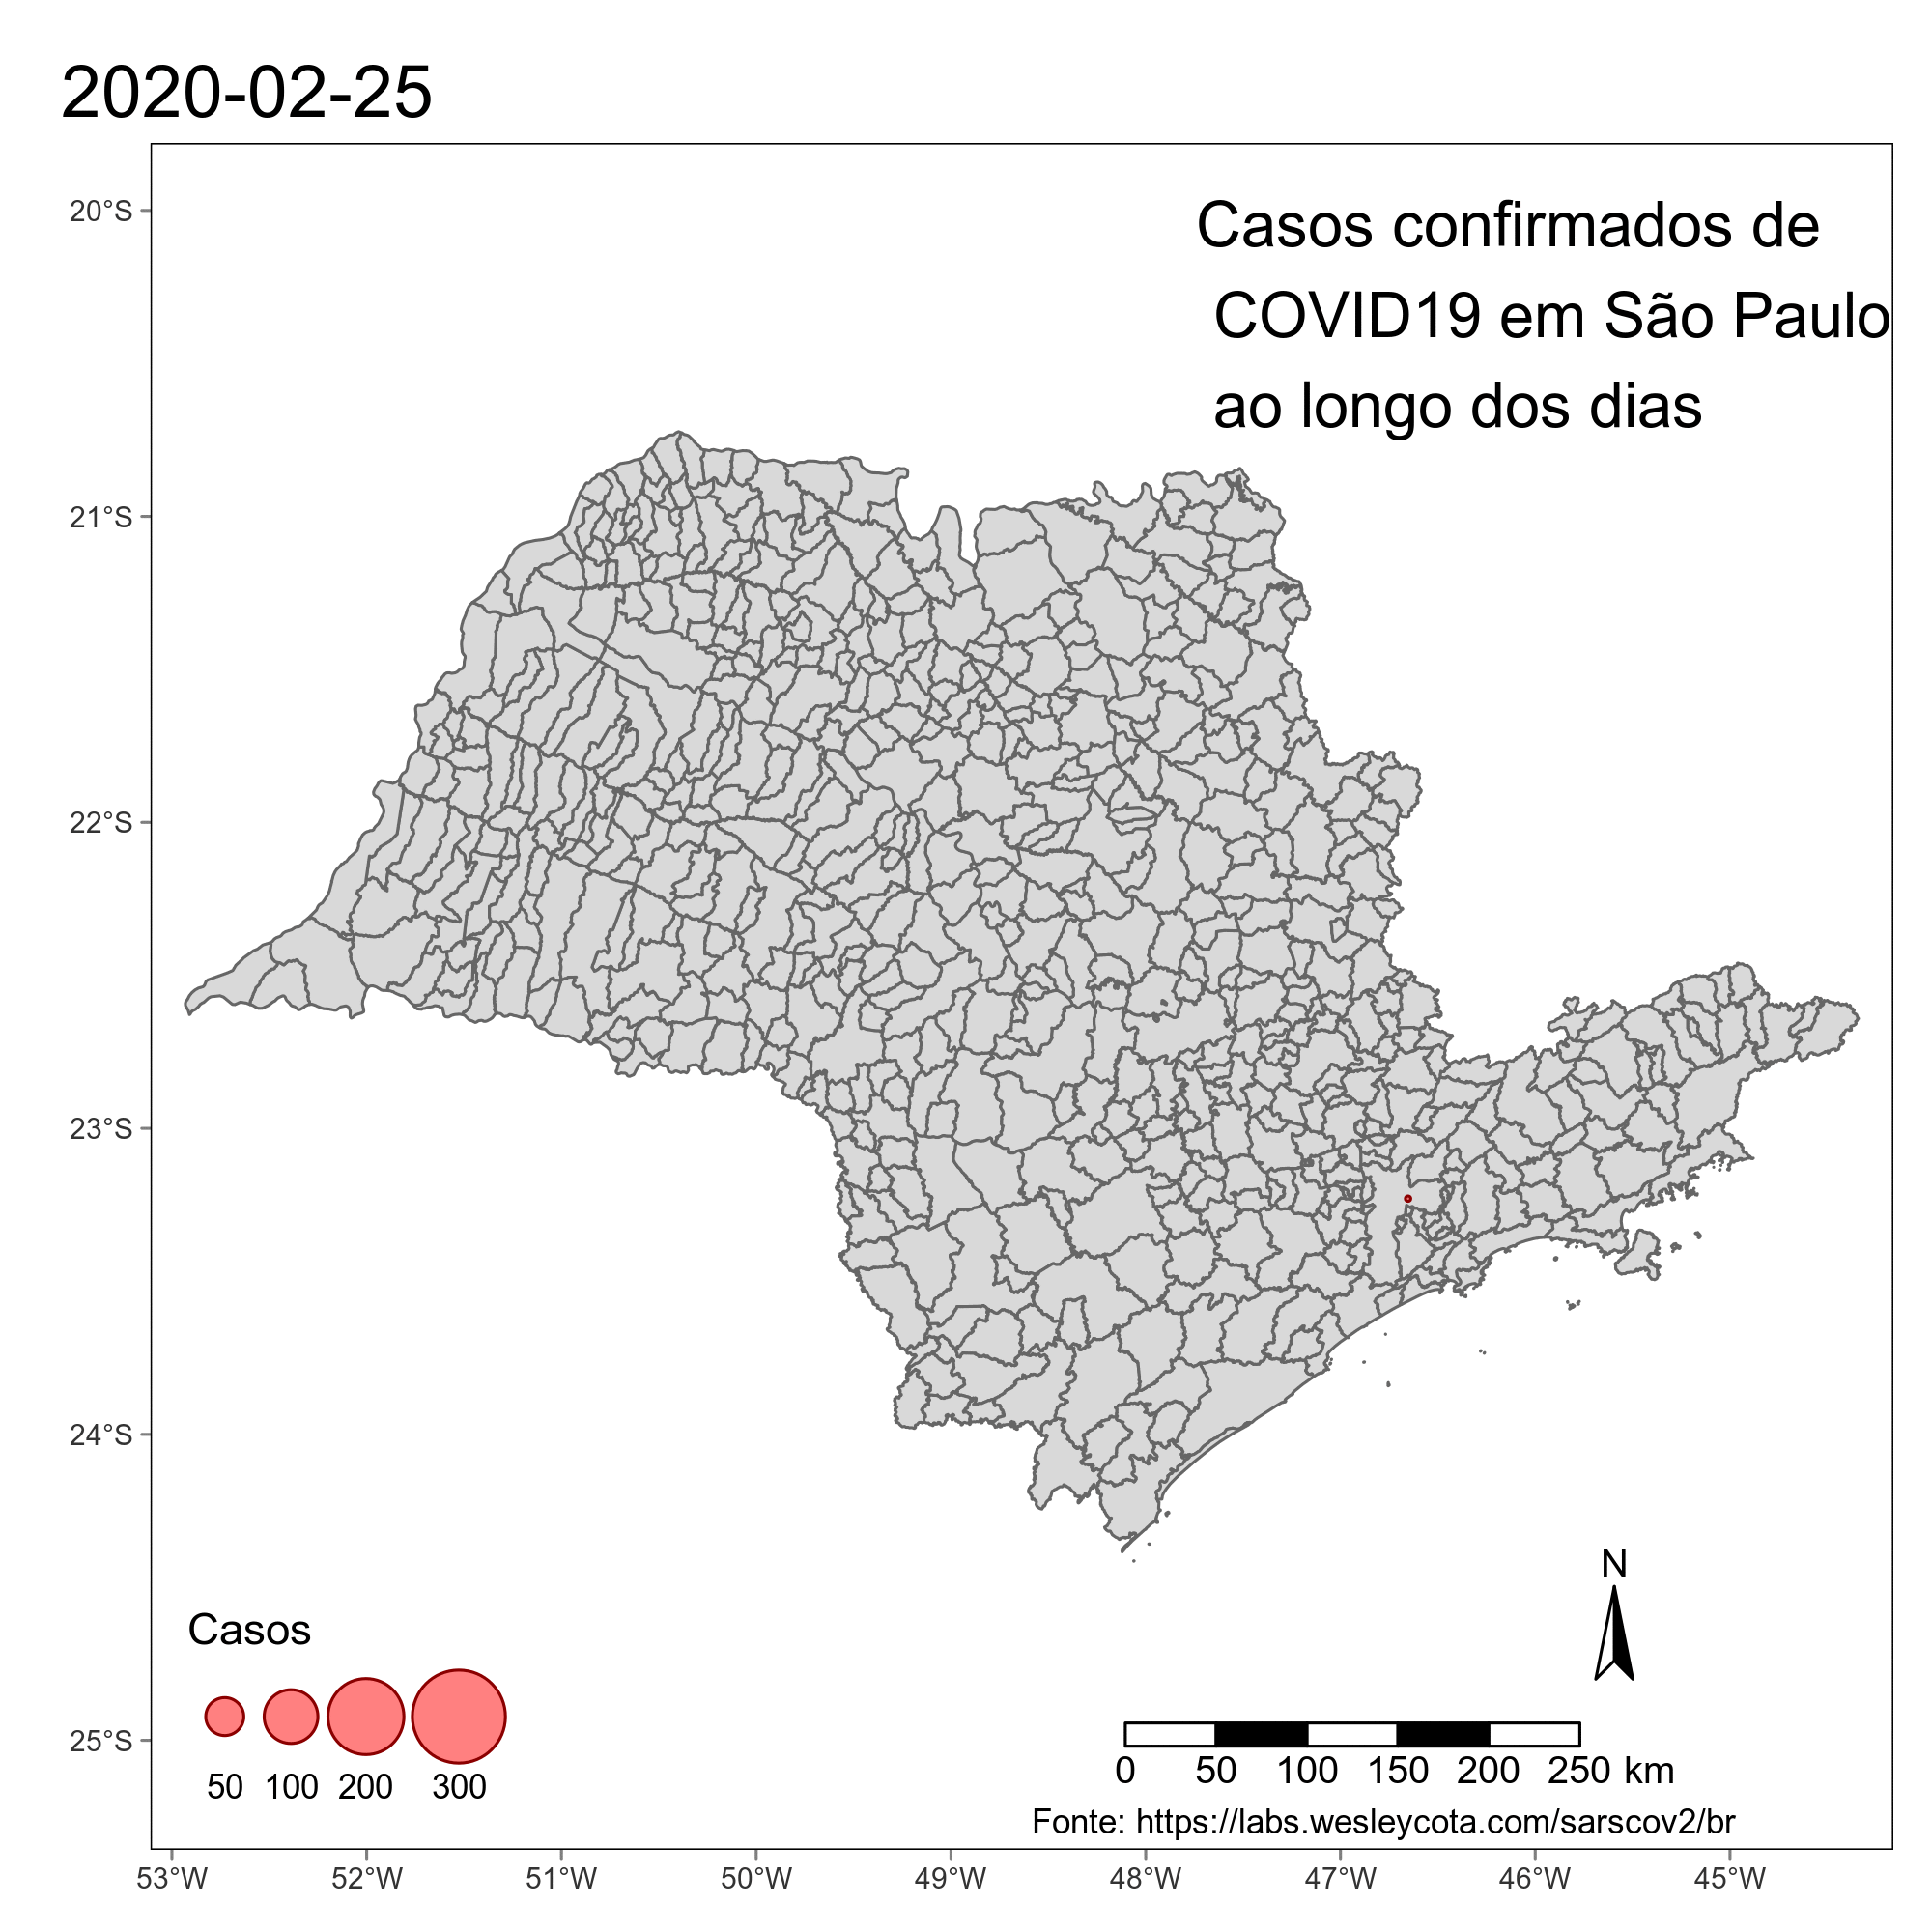 2020-02-25
Casos confirmados de
COVID19 em São Paulo
ao longo dos dias
20°S
21°S
22°S
23°S
24°S
25°S
N
Casos
50 100 200 300
0 50 100 150 200 250 km
Fonte: https://labs.wesleycota.com/sarscov2/br
53°W 52°W 51°W 50°W 49°W 48°W 47°W 46°W 45°W